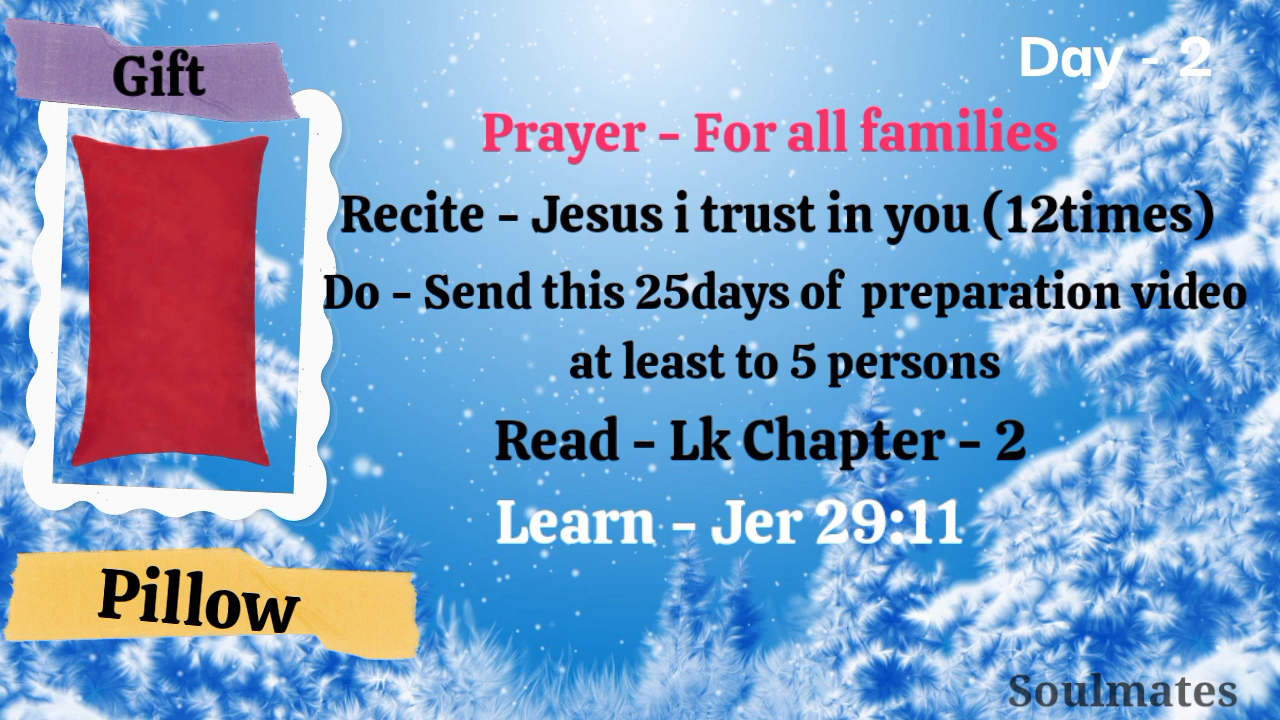 Gift
Day - 2
Prayer - For all families
Recite - Jesus i trust in you (12times)
Do - Send this 25days of preparation video
at least to 5 persons
Read - Lk Chapter - 2
Learn - Jer 29:11
Pillow
Soulmates